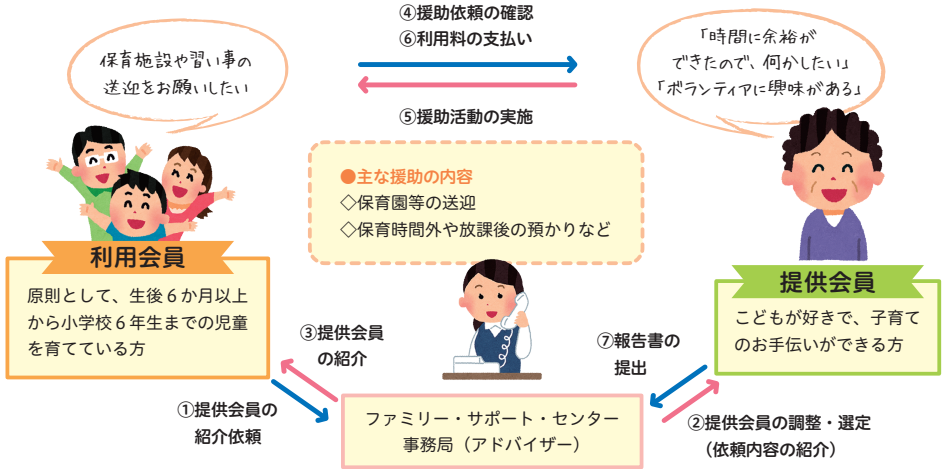 ④援助依頼の確認
⑥利用料の支払い
保育施設や習い事の
送迎をお願いしたい
「時間に余裕が
できたので、何かしたい」
「ボランティアに興味がある」
⑤援助活動の実施
●主な援助の内容
◇保育園等の送迎
◇保育時間外や放課後の預かりなど
利用会員
原則として、生後６か月以上
から小学校６年生までの児童
を育てている方
提供会員
こどもが好きで、子育て
のお手伝いができる方
③提供会員
の紹介
⑦報告書の
提出
①提供会員の
紹介依頼
ファミリー・サポート・センター
事務局（アドバイザー）
②提供会員の調整・選定
（依頼内容の紹介）